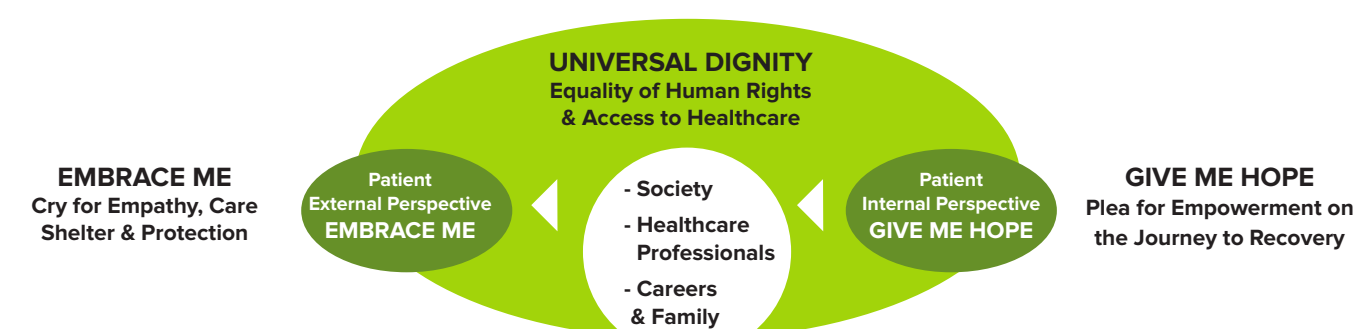 UNIVERSAL DIGNITY
Equality of Human Rights
& Access to Healthcare
EMBRACE ME
Cry for Empathy, Care
Shelter & Protection
Patient
External Perspective
EMBRACE ME
- Society
- Healthcare
Professionals
- Careers
& Family
Patient
Internal Perspective
GIVE ME HOPE
GIVE ME HOPE
Plea for Empowerment on
the Journey to Recovery